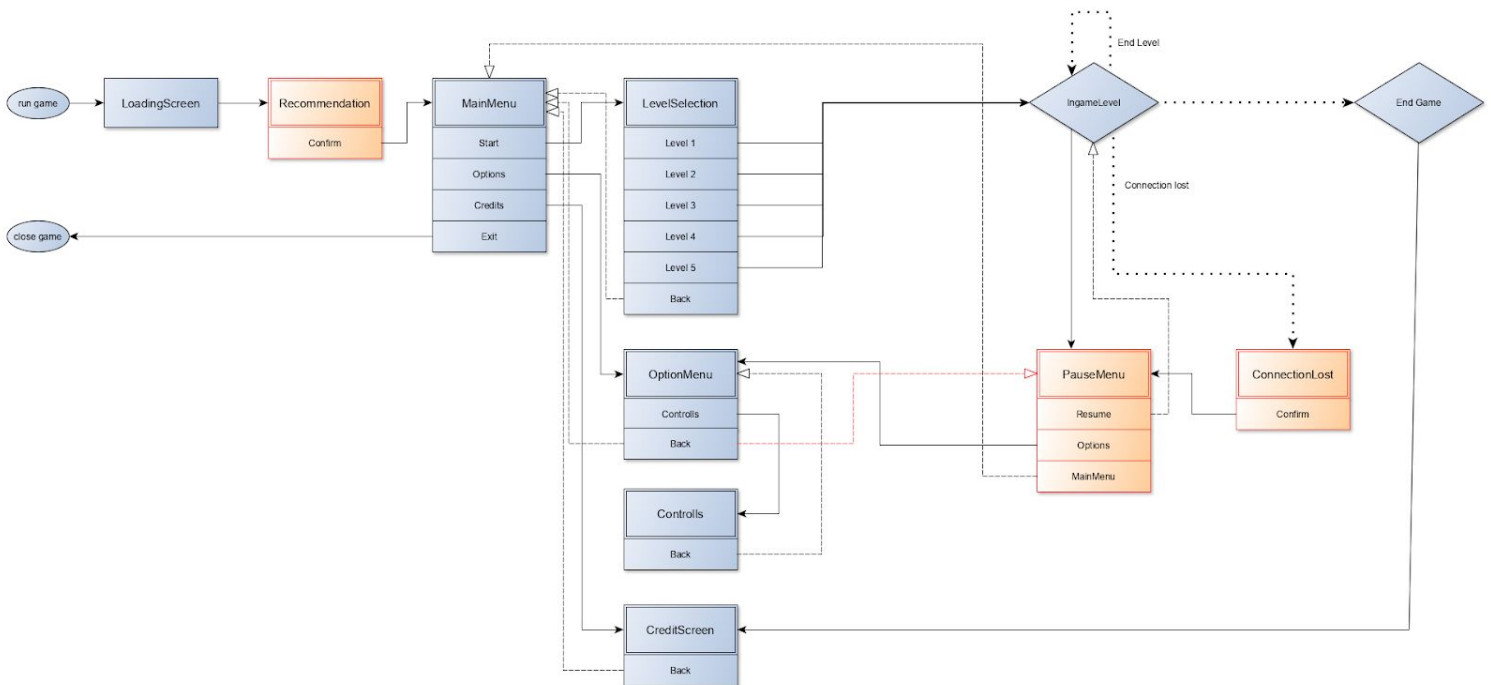 run game
LoadingScreen
Recommendation
Confirm
close game
MainMenu
Start
Options
Credits
Exit
LevelSelection
Level 1
Level 2
Level 3
Level 4
Level 5
Back
OptionMenu
Controlls
Back
Controlls
Back
CreditScreen
Back
End Level
IngameLevel
End Game
Connection lost
PauseMenu
Resume
Options
MainMenu
ConnectionLost
Confirm